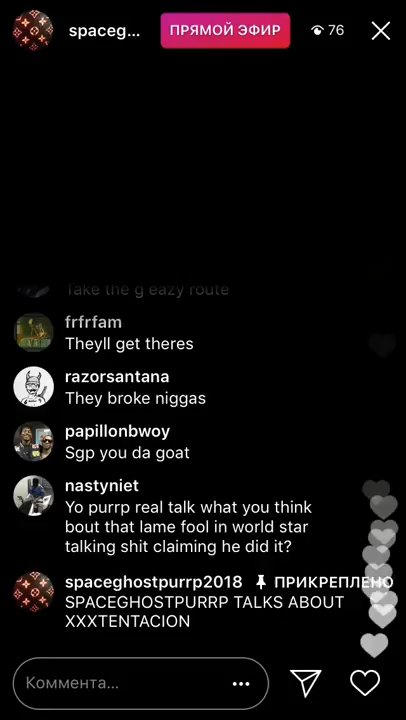 spaceg...
ПРЯМОЙ ЭФИР
76
Take the g eazy route
frfrfam
Theyll get theres
razorsantana
They broke niggas
papillonbwoy
Sgp you da goat
nastyniet
Yo purrp real talk what you think
bout that lame fool in world star
talking shit claiming he did it?
spaceghostpurrp2018 ПРИКРЕПЛЕНО
SPACEGHOSTPURRP TALKS ABOUT
XXXTENTACION
Коммента...